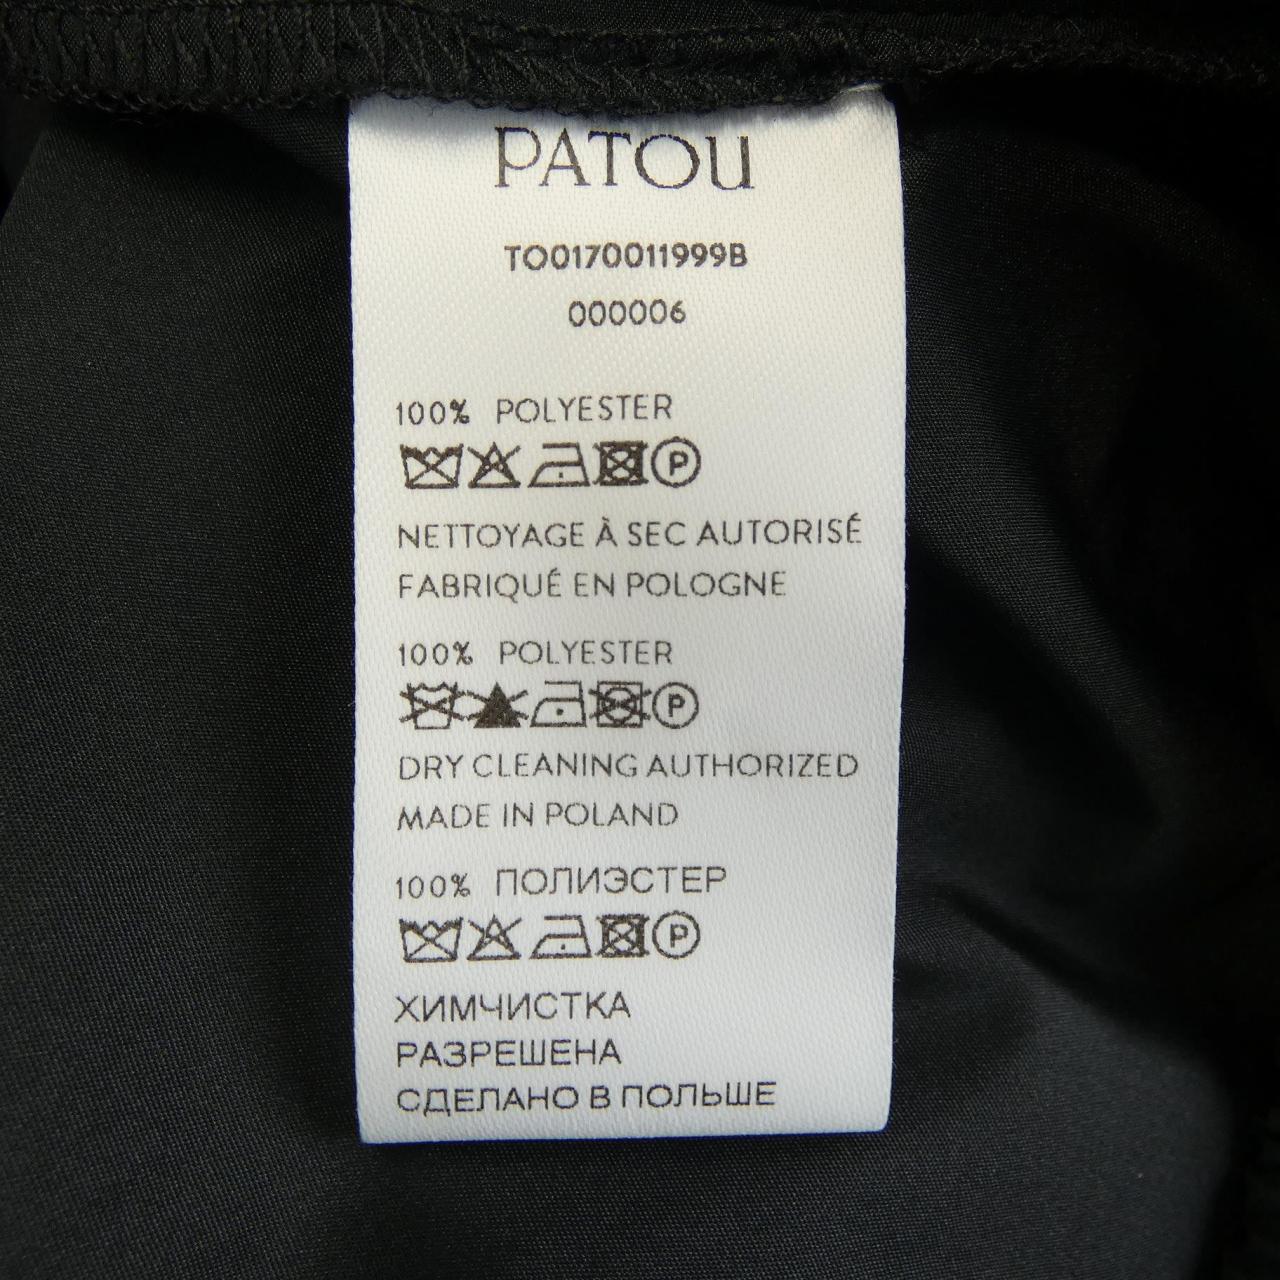 PATOU
TO0170011999B
000006
100% POLYESTER
P
NETTOYAGE À SEC AUTORISÉ
FABRIQUÉ EN POLOGNE
100% POLYESTER
P
DRY CLEANING AUTHORIZED
MADE IN POLAND
100% ПОЛИЭСТЕР
P
ХИМЧИСТКА
РАЗРЕШЕНА
СДЕЛАНО В ПОЛЬШЕ